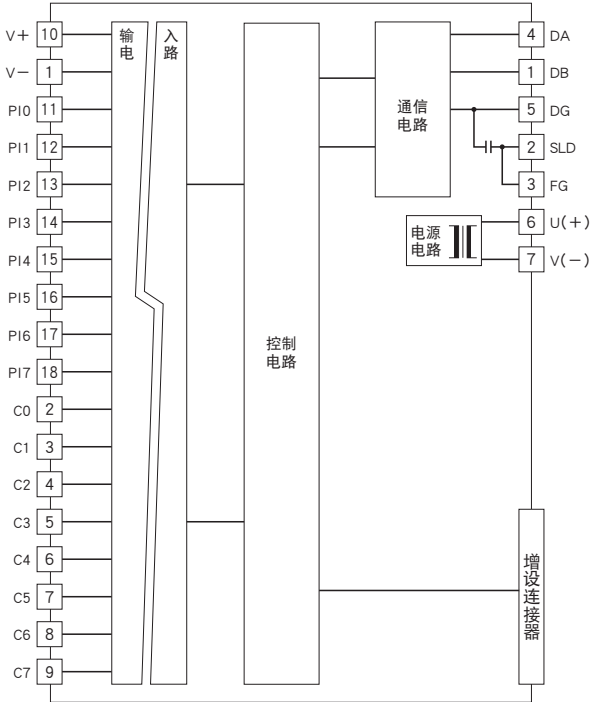 V+ 10
V− 1
PI0 11
PI1 12
PI2 13
PI3 14
PI4 15
PI5 16
PI6 17
PI7 18
C0 2
C1 3
C2 4
C3 5
C4 6
C5 7
C6 8
C7 9
输入
电路
控制
电路
通信
电路
电源
电路
4 DA
1 DB
5 DG
2 SLD
3 FG
6 U(+)
7 V(−)
增设连接器